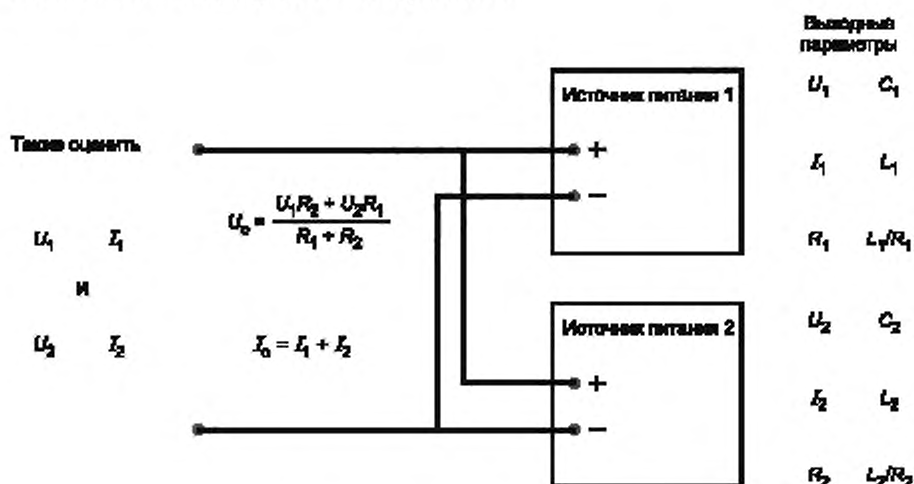 Выходные
параметры
U₁ C₁
Источник питания 1
Также оценить
+
I₁ L₁
−
U₀ = (U₁R₂ + U₂R₁) / (R₁ + R₂)
U₁ I₁
R₁ L₁/R₁
и
U₂ C₂
Источник питания 2
U₂ I₂
I₀ = I₁ + I₂
+
I₂ L₂
−
R₂ L₂/R₂